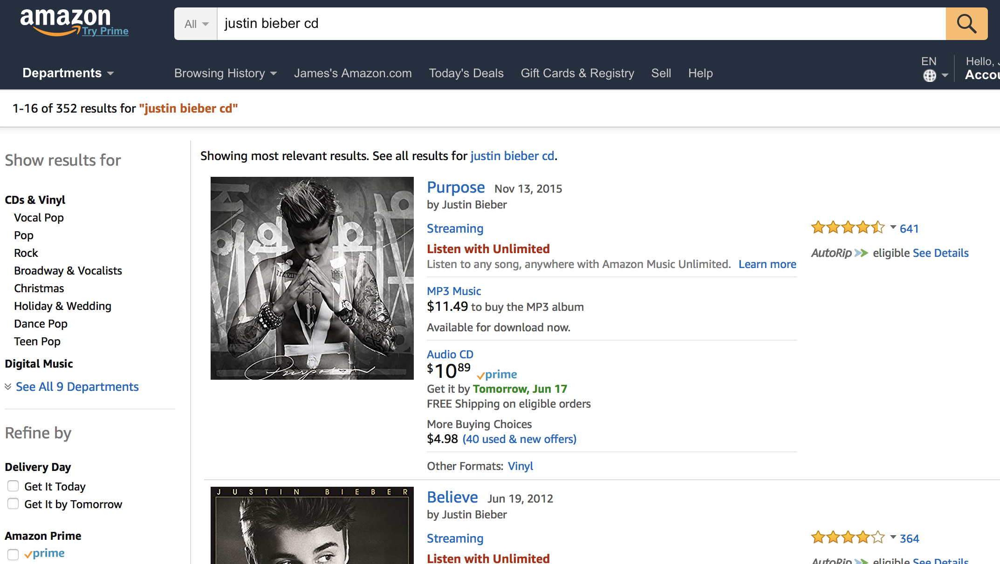 amazon
Try Prime
All
justin bieber cd
Departments
Browsing History
James's Amazon.com
Today's Deals
Gift Cards & Registry
Sell
Help
EN
Hello,
Accou
1-16 of 352 results for "justin bieber cd"
Show results for
CDs & Vinyl
Vocal Pop
Pop
Rock
Broadway & Vocalists
Christmas
Holiday & Wedding
Dance Pop
Teen Pop
Digital Music
See All 9 Departments
Refine by
Delivery Day
Get It Today
Get It by Tomorrow
Amazon Prime
prime
Showing most relevant results. See all results for justin bieber cd.
Purpose
Purpose Nov 13, 2015
by Justin Bieber
Streaming
Listen with Unlimited
Listen to any song, anywhere with Amazon Music Unlimited. Learn more
MP3 Music
$11.49 to buy the MP3 album
Available for download now.
Audio CD
$10 89 prime
Get it by Tomorrow, Jun 17
FREE Shipping on eligible orders
More Buying Choices
$4.98 (40 used & new offers)
Other Formats: Vinyl
641
AutoRip eligible See Details
JUSTIN BIEBER
Believe Jun 19, 2012
by Justin Bieber
Streaming
Listen with Unlimited
364
AutoRip eligible See Details